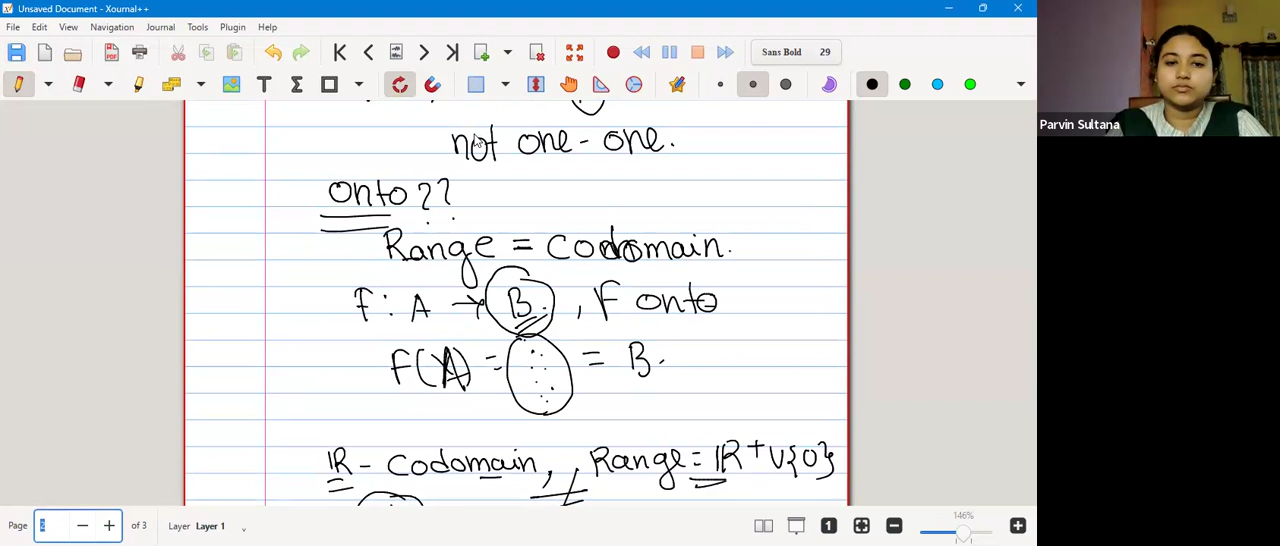 Unsaved Document - Xournal++
File Edit View Navigation Journal Tools Plugin Help
Sans Bold 29
Parvin Sultana
not one-one.
onto??
Range = codomain.
f: A → B, f onto
f(A) = = B.
ℝ - codomain, ≠ Range = ℝ+ ∪ {0}
Page 2 of 3 Layer Layer 1
146%